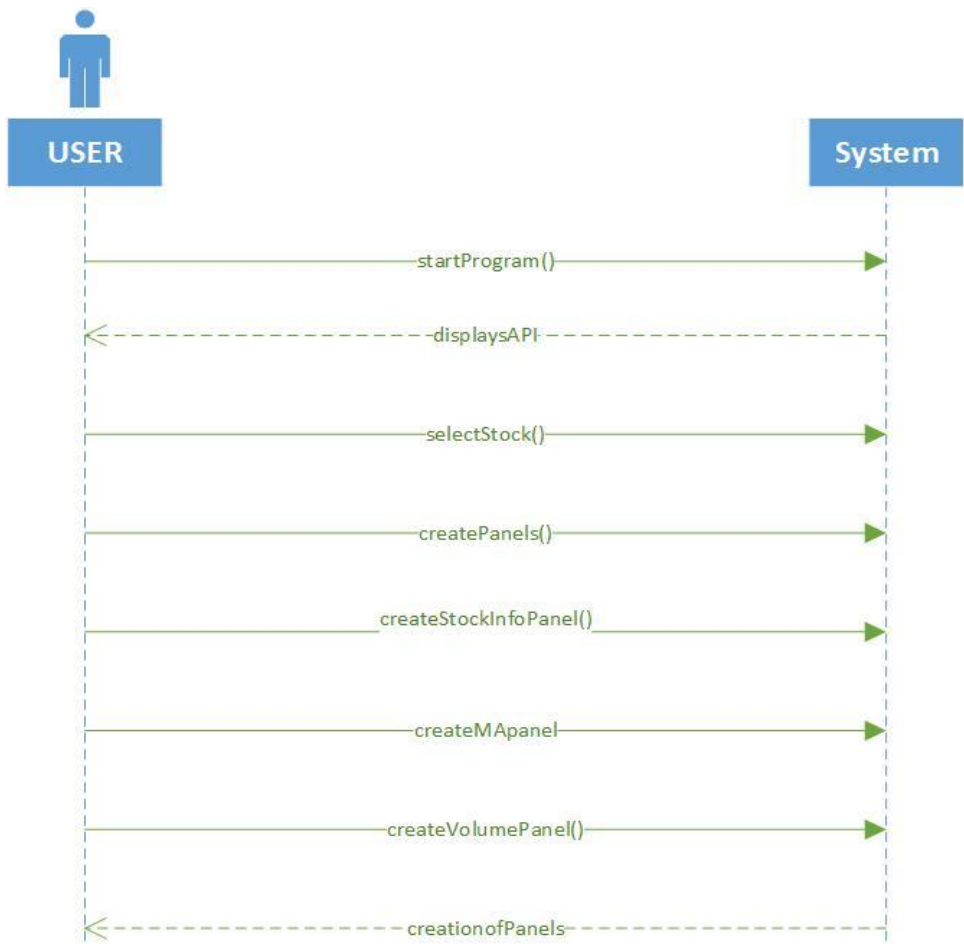 USER
System
startProgram()
displaysAPI
selectStock()
createPanels()
createStockInfoPanel()
createMApanel
createVolumePanel()
creationofPanels